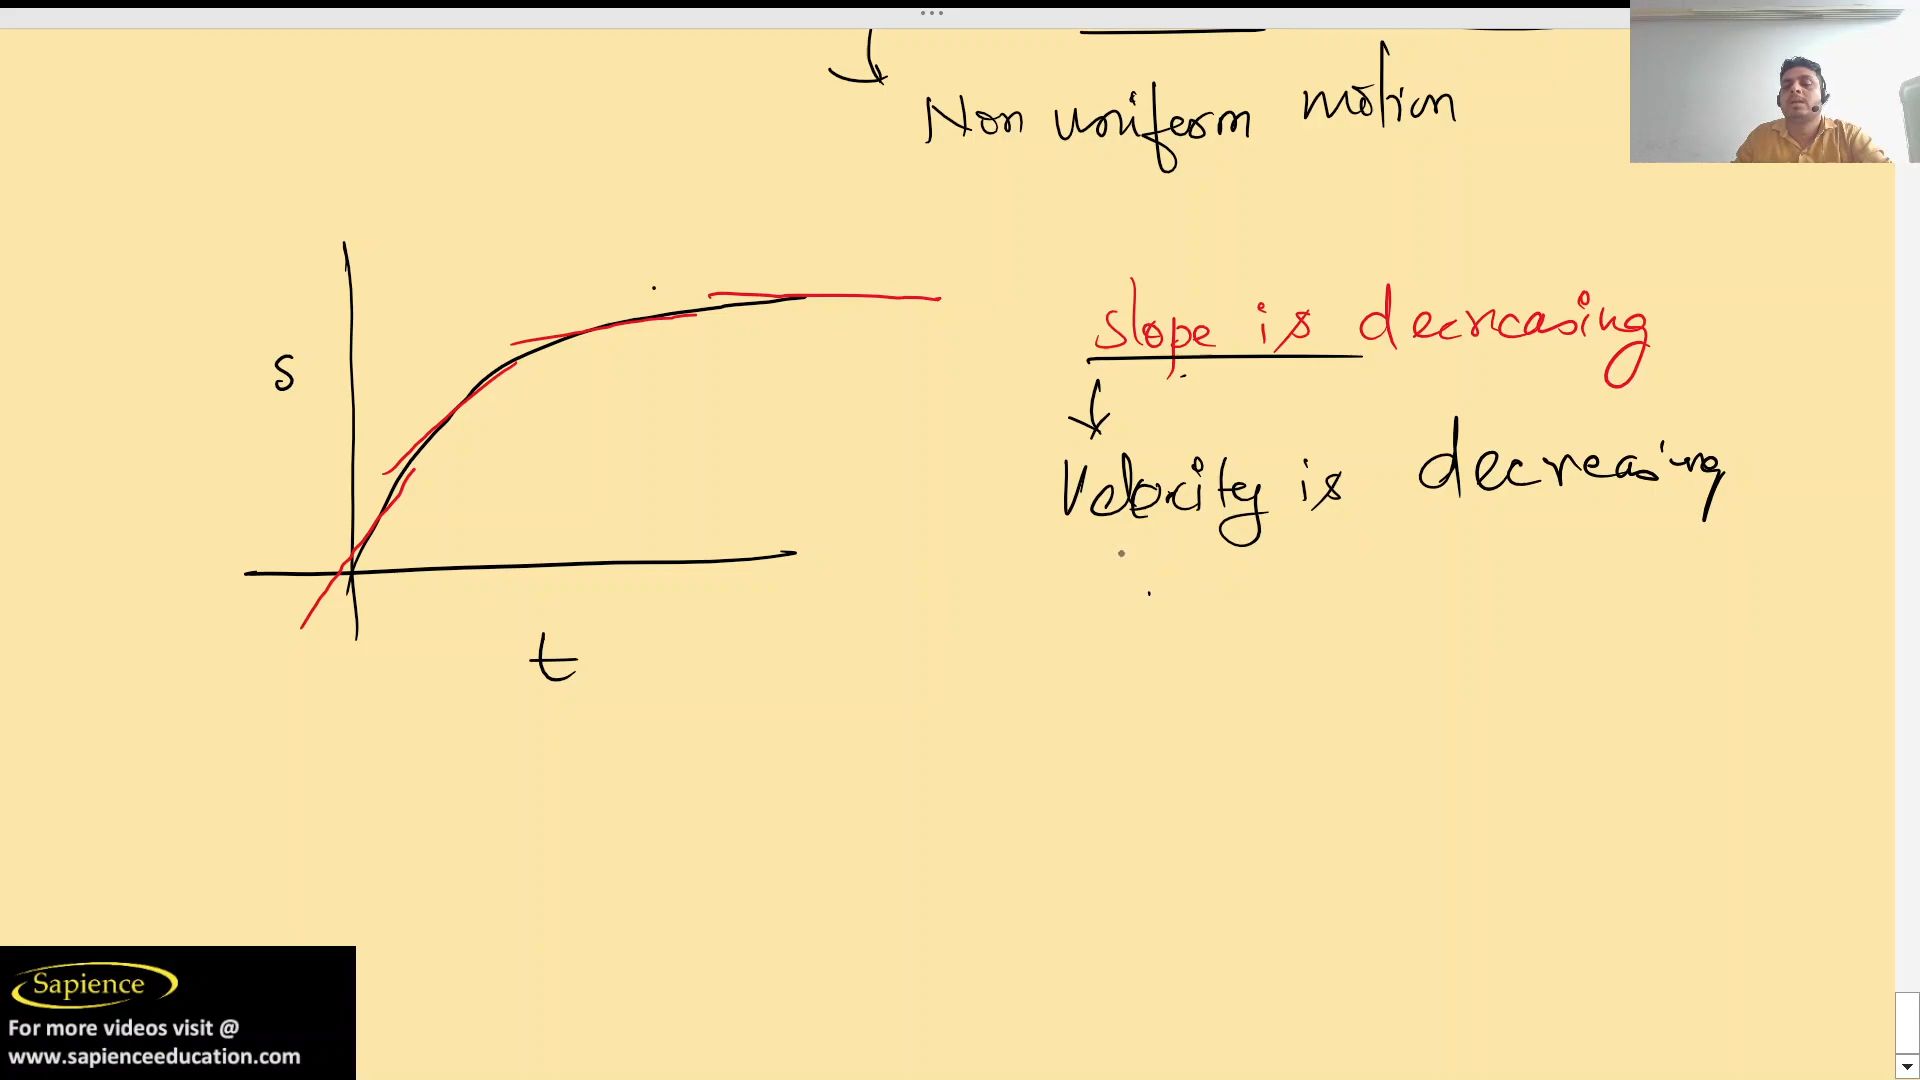 Non uniform motion
s
slope is decreasing
Velocity is decreasing
t
Sapience
For more videos visit @
www.sapienceeducation.com